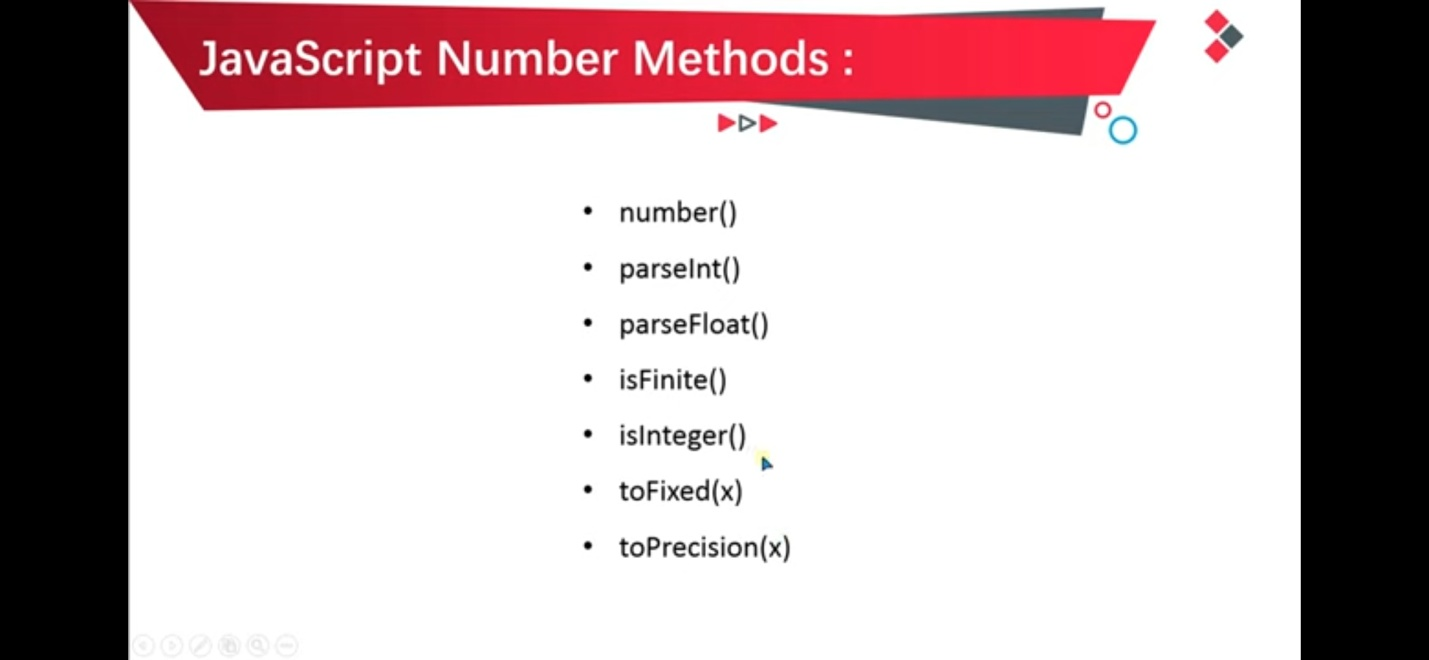 JavaScript Number Methods :
• number()
• parseInt()
• parseFloat()
• isFinite()
• isInteger()
• toFixed(x)
• toPrecision(x)